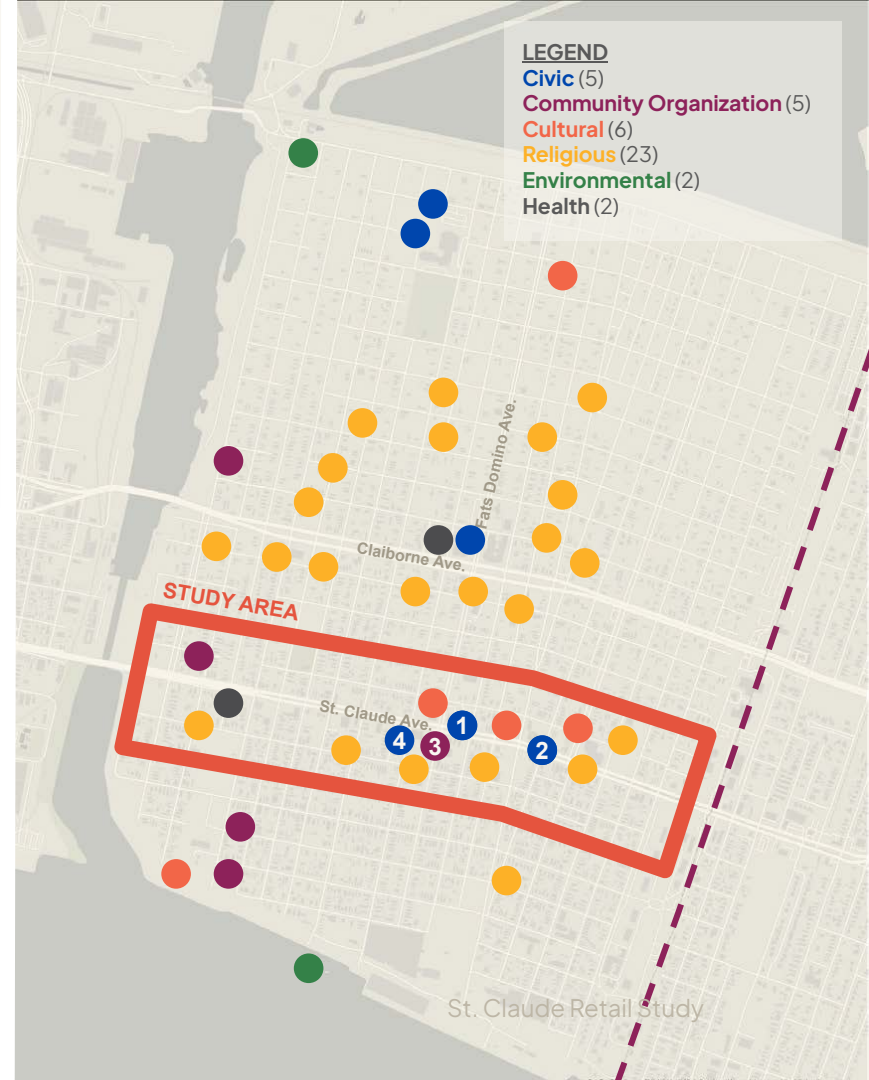 LEGEND
Civic (5)
Community Organization (5)
Cultural (6)
Religious (23)
Environmental (2)
Health (2)
Fats Domino Ave.
Claiborne Ave.
STUDY AREA
St. Claude Ave.
1
4
3
2
St. Claude Retail Study